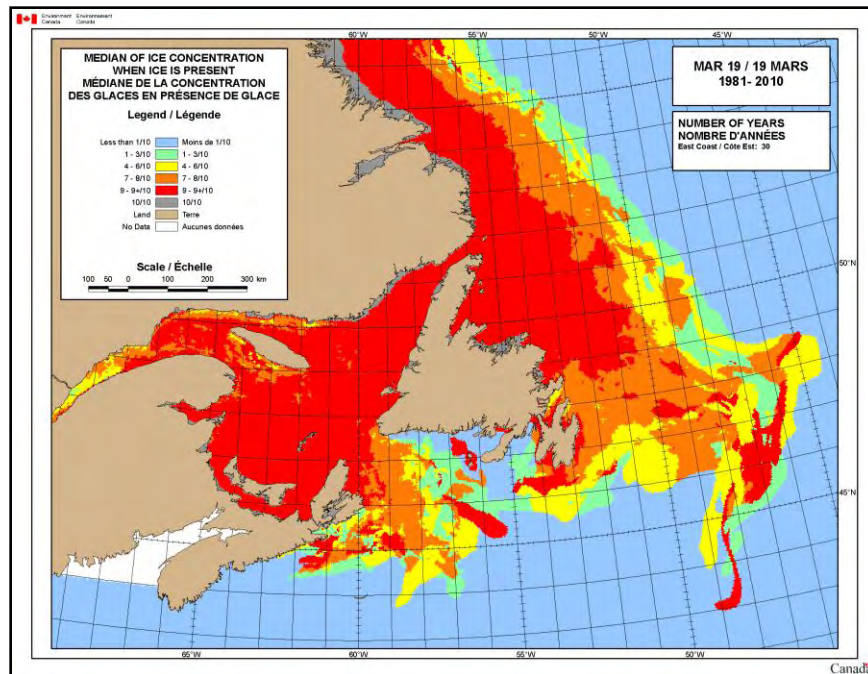 Environment Environnement
Canada Canada
MEDIAN OF ICE CONCENTRATION
WHEN ICE IS PRESENT
MÉDIANE DE LA CONCENTRATION
DES GLACES EN PRÉSENCE DE GLACE
Legend / Légende
Less than 1/10 Moins de 1/10
1 - 3/10 1 - 3/10
4 - 6/10 4 - 6/10
7 - 8/10 7 - 8/10
9 - 9+/10 9 - 9+/10
10/10 10/10
Land Terre
No Data Aucunes données
Scale / Échelle
100 50 0 100 200 300 km
MAR 19 / 19 MARS
1981- 2010
NUMBER OF YEARS
NOMBRE D'ANNÉES
East Coast / Côte Est: 30
60°W 55°W 50°W 45°W
50°N
45°N
65°W 60°W 55°W 50°W
Canada